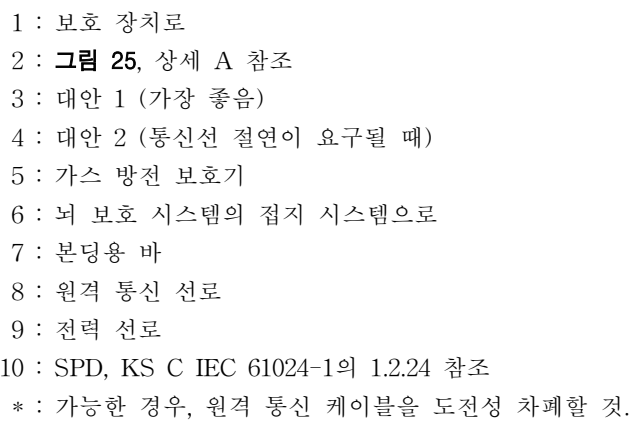 1 : 보호 장치로
2 : 그림 25, 상세 A 참조
3 : 대안 1 (가장 좋음)
4 : 대안 2 (통신선 절연이 요구될 때)
5 : 가스 방전 보호기
6 : 뇌 보호 시스템의 접지 시스템으로
7 : 본딩용 바
8 : 원격 통신 선로
9 : 전력 선로
10 : SPD, KS C IEC 61024-1의 1.2.24 참조
* : 가능한 경우, 원격 통신 케이블을 도전성 차폐할 것.